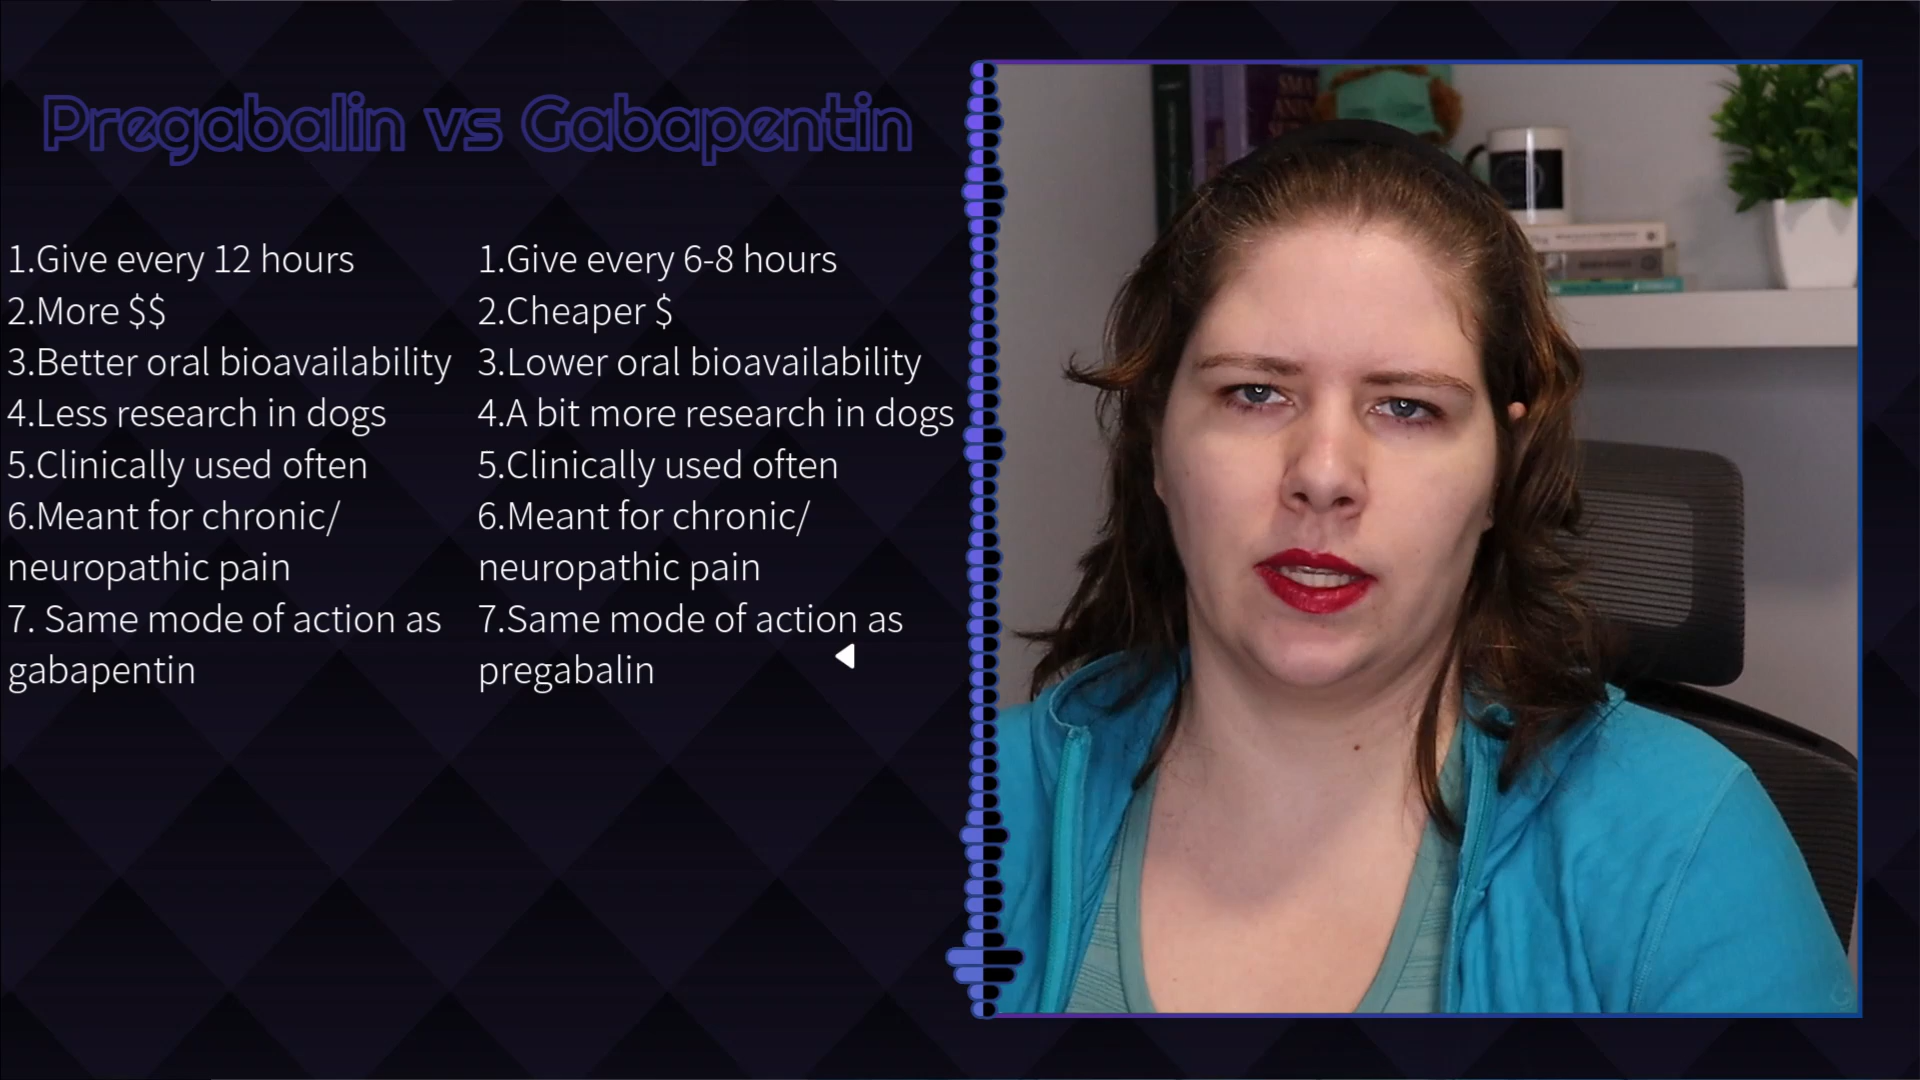 Pregabalin vs Gabapentin
1.Give every 12 hours
2.More $$
3.Better oral bioavailability
4.Less research in dogs
5.Clinically used often
6.Meant for chronic/
neuropathic pain
7. Same mode of action as
gabapentin
1.Give every 6-8 hours
2.Cheaper $
3.Lower oral bioavailability
4.A bit more research in dogs
5.Clinically used often
6.Meant for chronic/
neuropathic pain
7.Same mode of action as
pregabalin